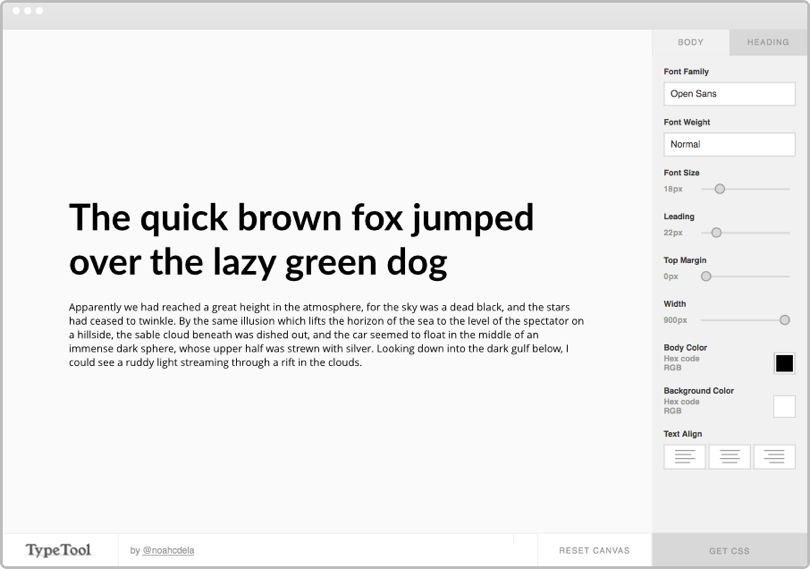 BODY
HEADING
Font Family
Open Sans
Font Weight
Normal
Font Size
18px
Leading
22px
Top Margin
0px
Width
900px
Body Color
Hex code
RGB
Background Color
Hex code
RGB
Text Align
The quick brown fox jumped
over the lazy green dog
Apparently we had reached a great height in the atmosphere, for the sky was a dead black, and the stars
had ceased to twinkle. By the same illusion which lifts the horizon of the sea to the level of the spectator on
a hillside, the sable cloud beneath was dished out, and the car seemed to float in the middle of an
immense dark sphere, whose upper half was strewn with silver. Looking down into the dark gulf below, I
could see a ruddy light streaming through a rift in the clouds.
TypeTool
by @noahcdela
RESET CANVAS
GET CSS